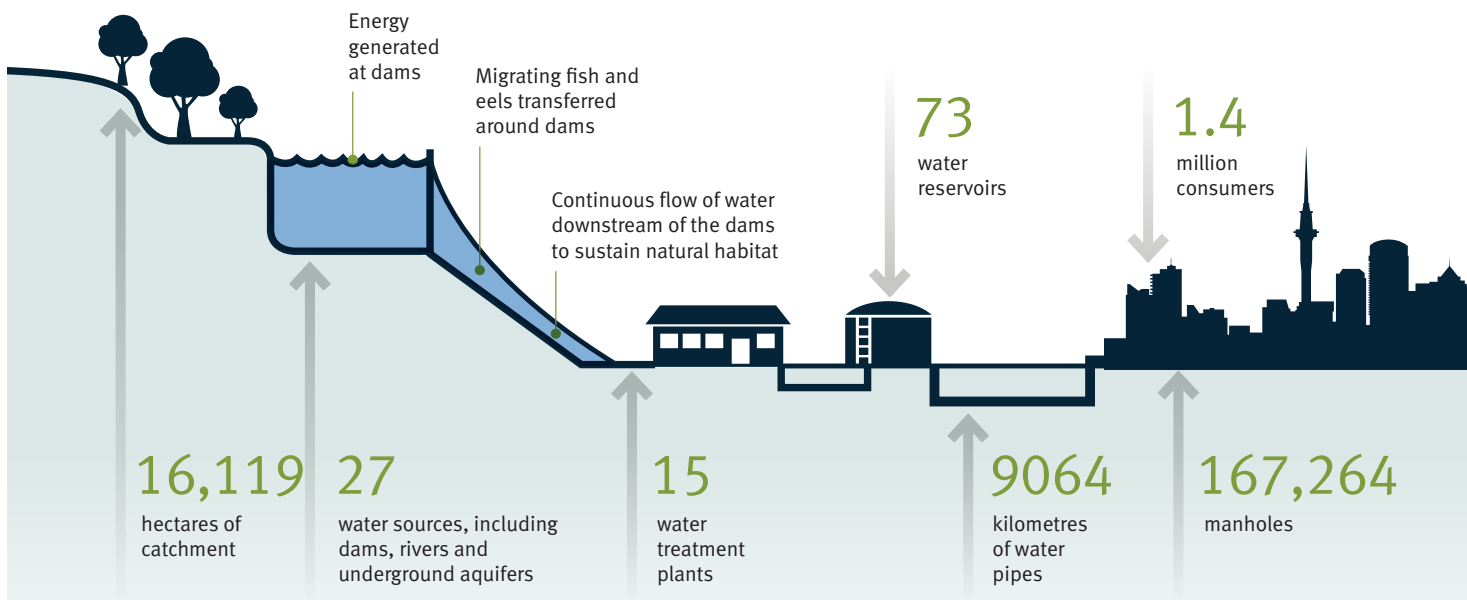 Energy
generated
at dams
Migrating fish and
eels transferred
around dams
Continuous flow of water
downstream of the dams
to sustain natural habitat
73
water
reservoirs
1.4
million
consumers
16,119
hectares of
catchment
27
water sources, including
dams, rivers and
underground aquifers
15
water
treatment
plants
9064
kilometres
of water
pipes
167,264
manholes